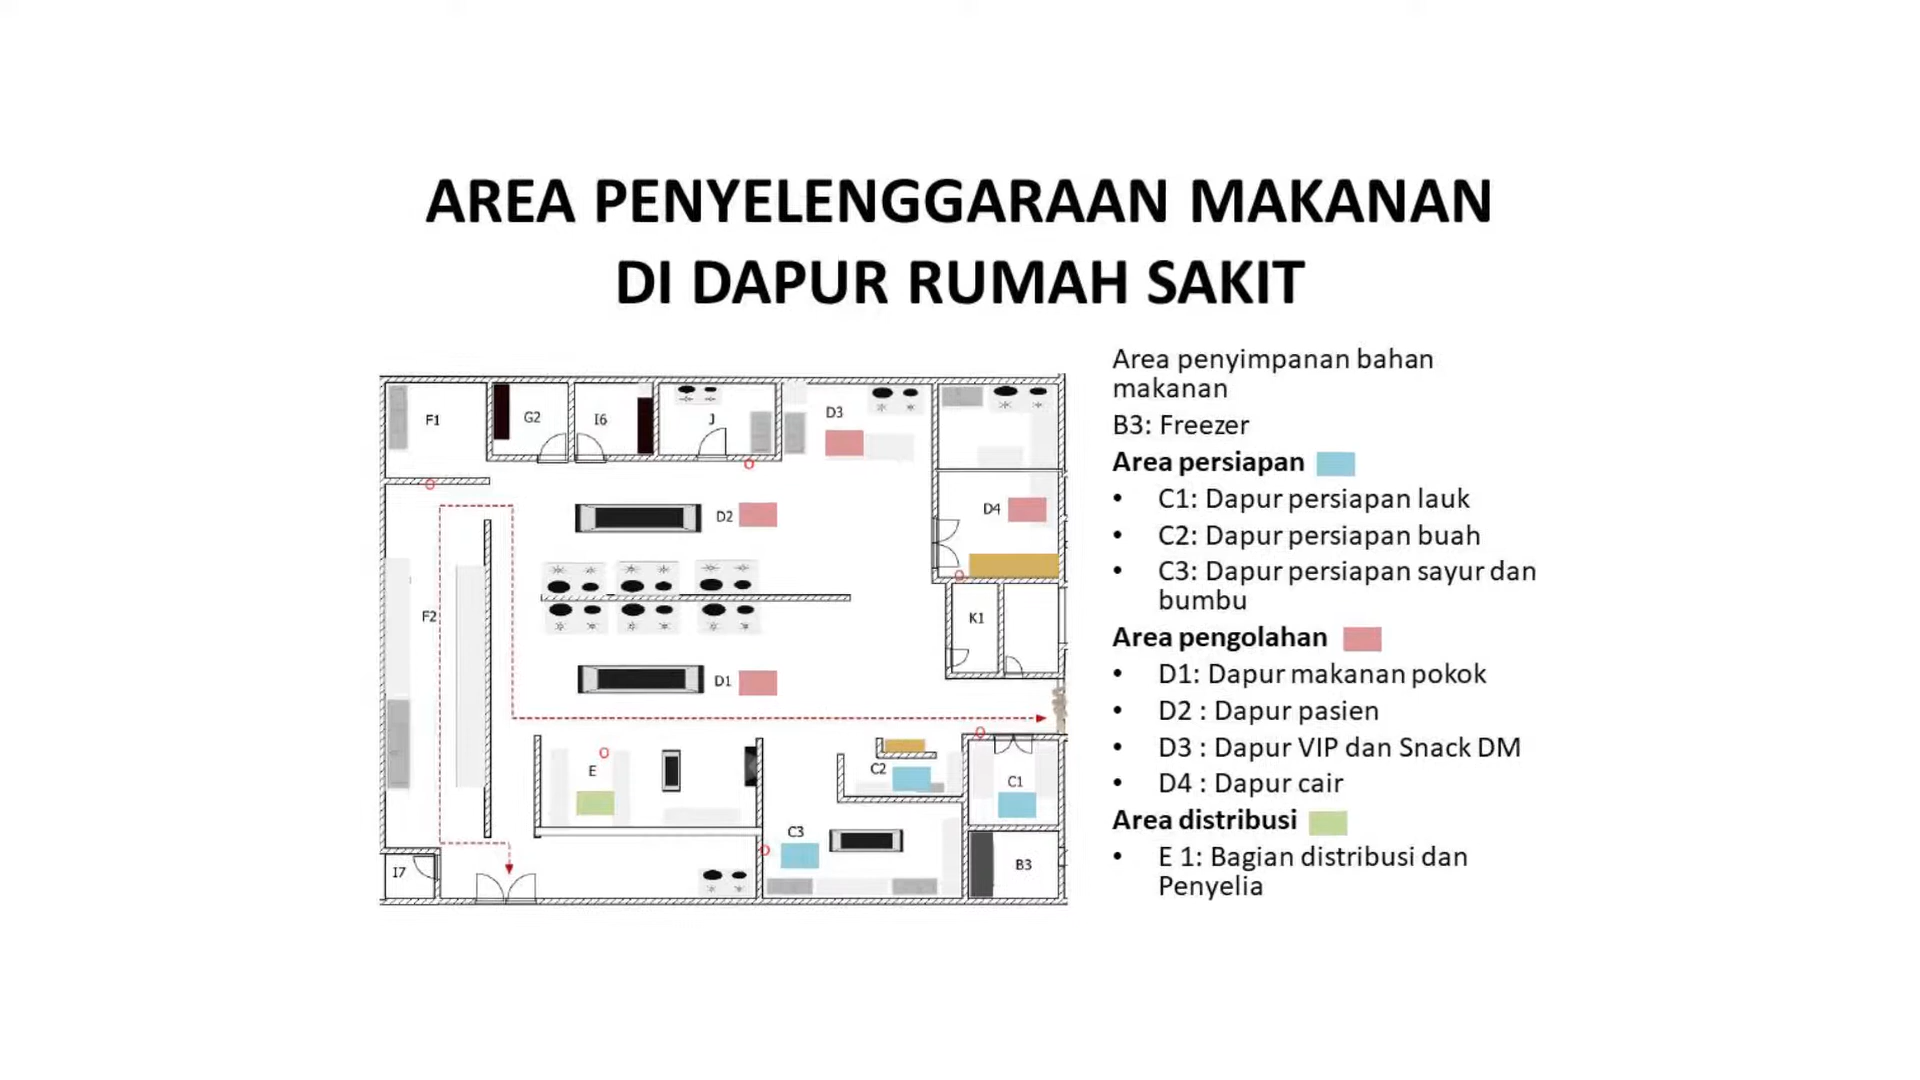 AREA PENYELENGGARAAN MAKANAN
DI DAPUR RUMAH SAKIT
F1
G2
I6
J
D3
D2
D4
F2
K1
D1
E
C2
C1
C3
B3
I7
Area penyimpanan bahan
makanan
B3: Freezer
Area persiapan
• C1: Dapur persiapan lauk
• C2: Dapur persiapan buah
• C3: Dapur persiapan sayur dan
bumbu
Area pengolahan
• D1: Dapur makanan pokok
• D2 : Dapur pasien
• D3 : Dapur VIP dan Snack DM
• D4 : Dapur cair
Area distribusi
• E 1: Bagian distribusi dan
Penyelia